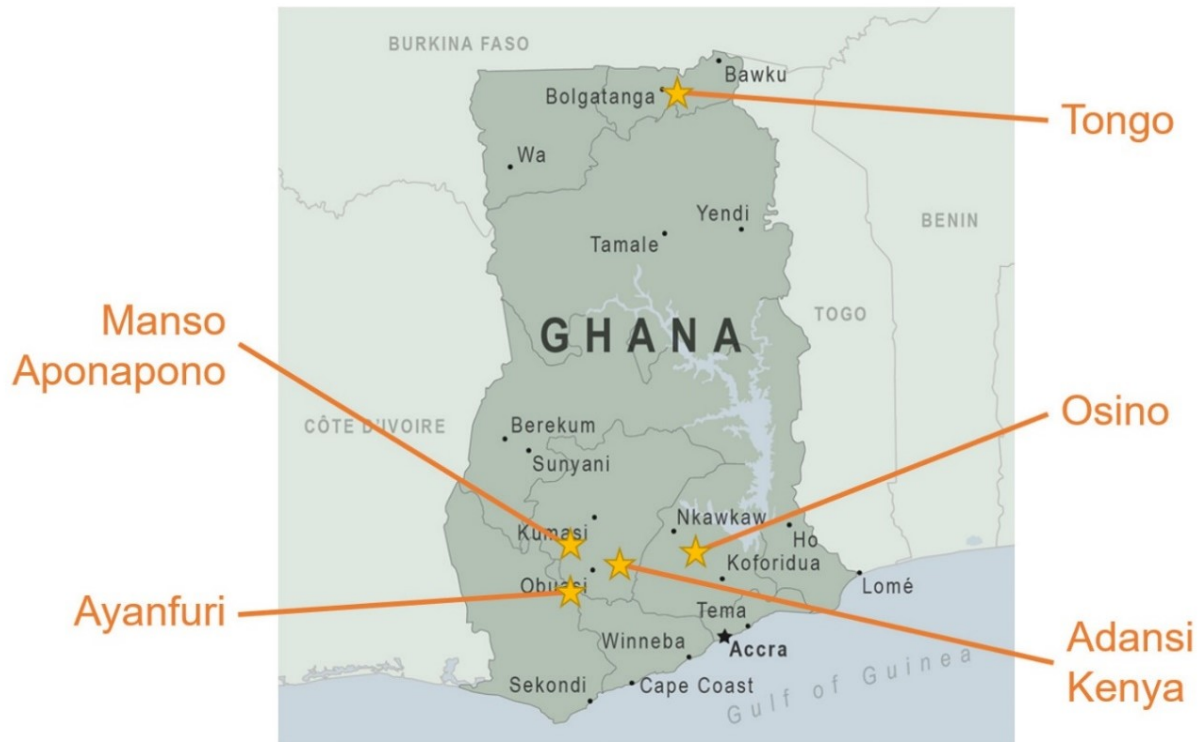 BURKINA FASO
Bawku
Bolgatanga
Tongo
Wa
Yendi
BENIN
Tamale
Manso
Aponapono
TOGO
GHANA
Osino
CÔTE D'IVOIRE
Berekum
Sunyani
Nkawkaw
Kumasi
Ho
Koforidua
Obuasi
Lomé
Ayanfuri
Tema
Winneba
Accra
Adansi
Kenya
Sekondi
Cape Coast
Gulf of Guinea